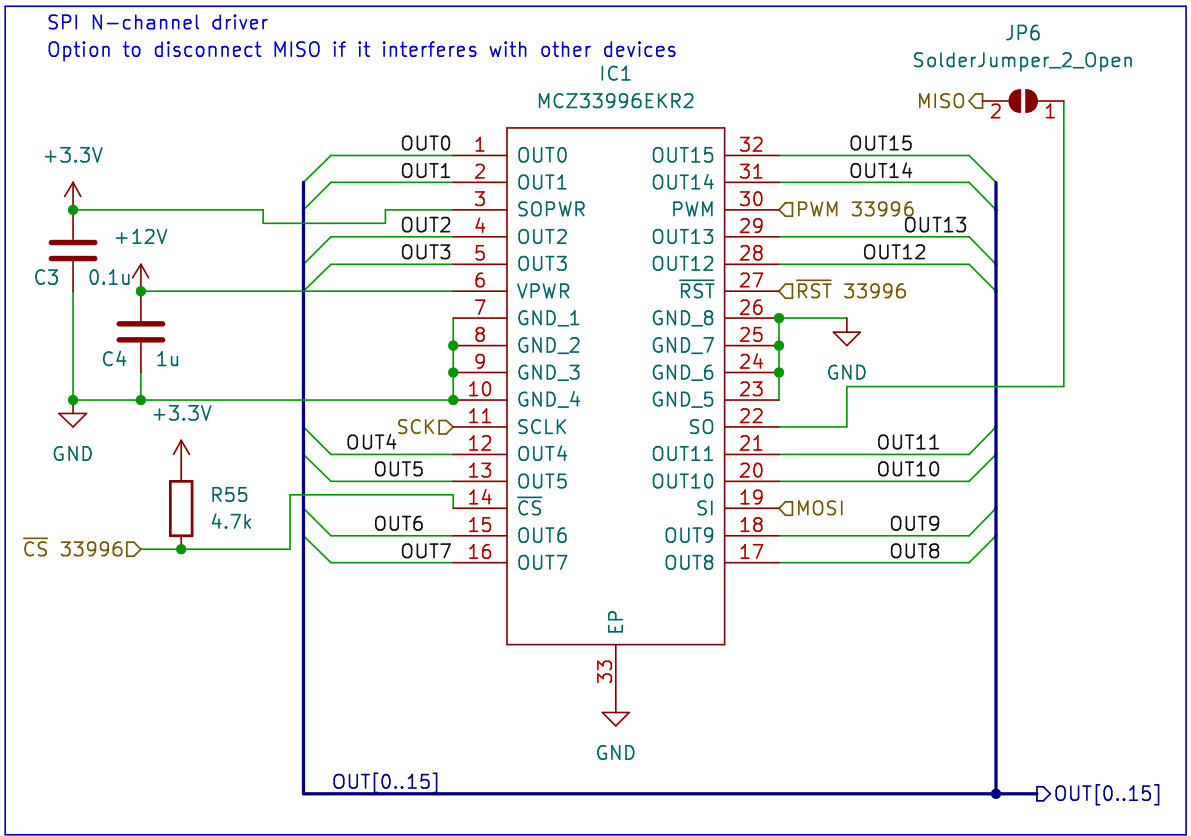 SPI N-channel driver
Option to disconnect MISO if it interferes with other devices
JP6
SolderJumper_2_Open
MISO
2
1
IC1
MCZ33996EKR2
+3.3V
C3
0.1u
+12V
C4
1u
GND
+3.3V
R55
4.7k
CS 33996
OUT0 1 OUT0
OUT1 2 OUT1
3 SOPWR
OUT2 4 OUT2
OUT3 5 OUT3
6 VPWR
7 GND_1
8 GND_2
9 GND_3
10 GND_4
SCK 11 SCLK
OUT4 12 OUT4
OUT5 13 OUT5
14 CS
OUT6 15 OUT6
OUT7 16 OUT7
OUT15 32 OUT15
OUT14 31 OUT14
PWM 30 PWM 33996
OUT13 29 OUT13
OUT12 28 OUT12
RST 27 RST 33996
GND_8 26
GND_7 25
GND_6 24
GND_5 23
GND
SO 22
OUT11 21 OUT11
OUT10 20 OUT10
SI 19 MOSI
OUT9 18 OUT9
OUT8 17 OUT8
EP
33
GND
OUT[0..15]
OUT[0..15]